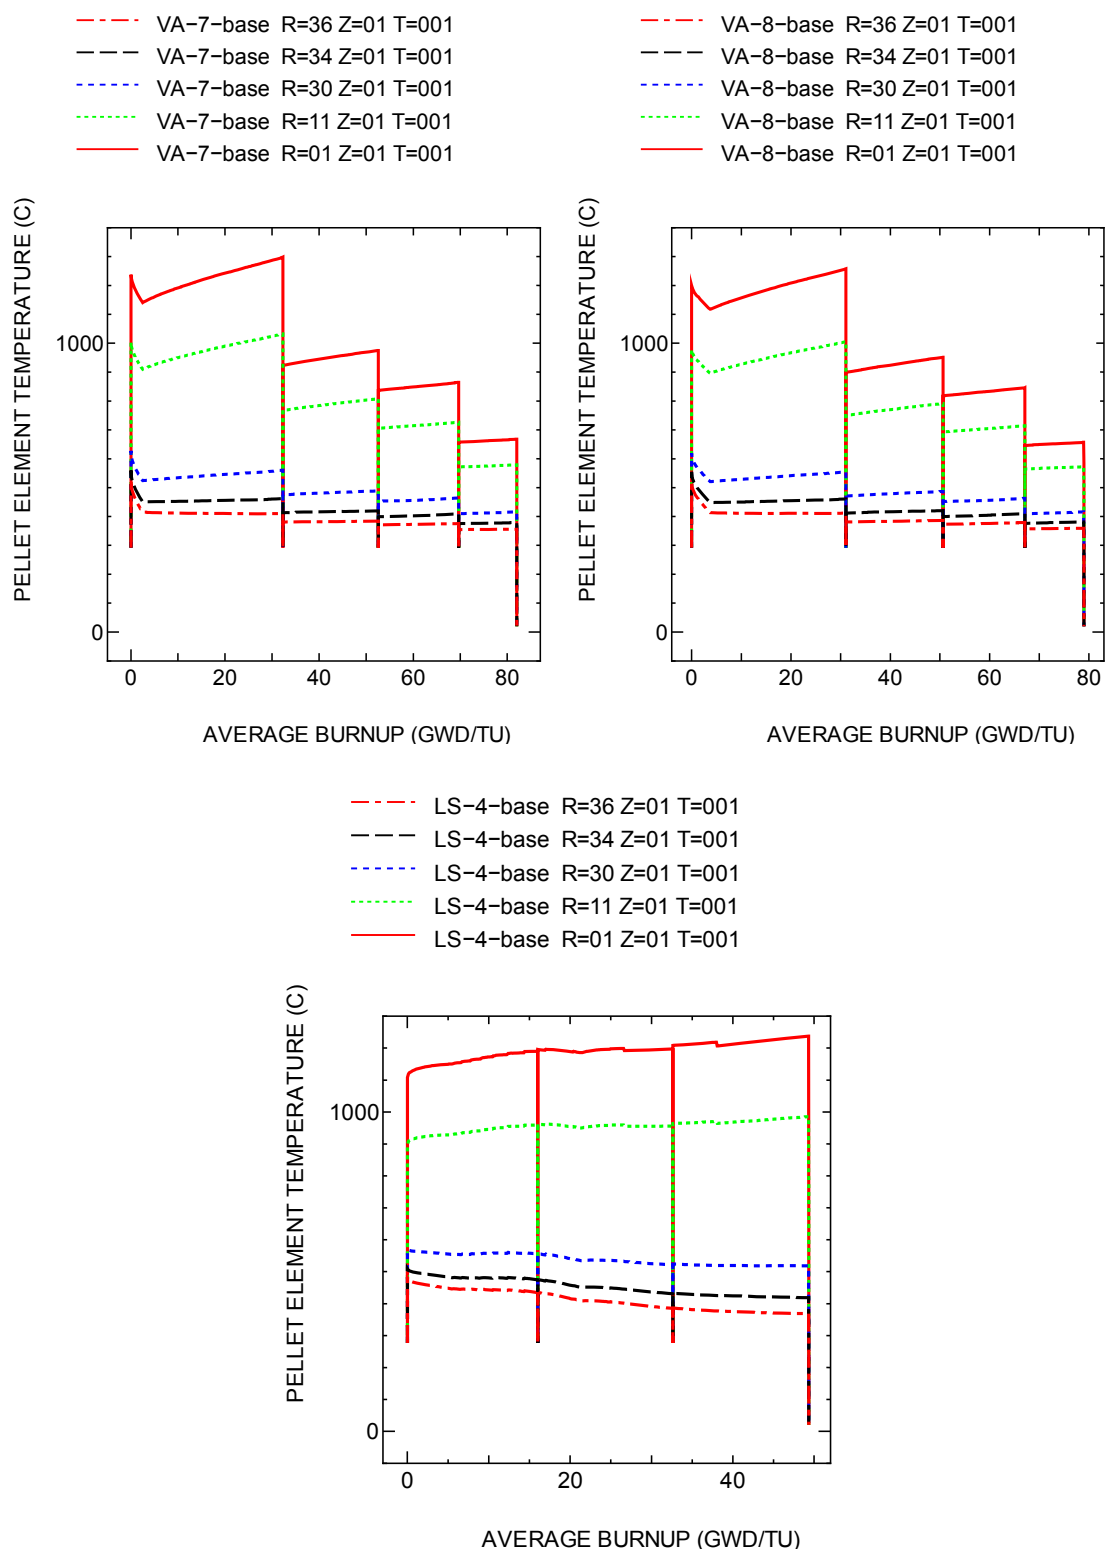 VA−7−base R=36 Z=01 T=001
VA−7−base R=34 Z=01 T=001
VA−7−base R=30 Z=01 T=001
VA−7−base R=11 Z=01 T=001
VA−7−base R=01 Z=01 T=001
PELLET ELEMENT TEMPERATURE (C)
1000
0
0 20 40 60 80
AVERAGE BURNUP (GWD/TU)
VA−8−base R=36 Z=01 T=001
VA−8−base R=34 Z=01 T=001
VA−8−base R=30 Z=01 T=001
VA−8−base R=11 Z=01 T=001
VA−8−base R=01 Z=01 T=001
PELLET ELEMENT TEMPERATURE (C)
1000
0
0 20 40 60 80
AVERAGE BURNUP (GWD/TU)
LS−4−base R=36 Z=01 T=001
LS−4−base R=34 Z=01 T=001
LS−4−base R=30 Z=01 T=001
LS−4−base R=11 Z=01 T=001
LS−4−base R=01 Z=01 T=001
PELLET ELEMENT TEMPERATURE (C)
1000
0
0 20 40
AVERAGE BURNUP (GWD/TU)